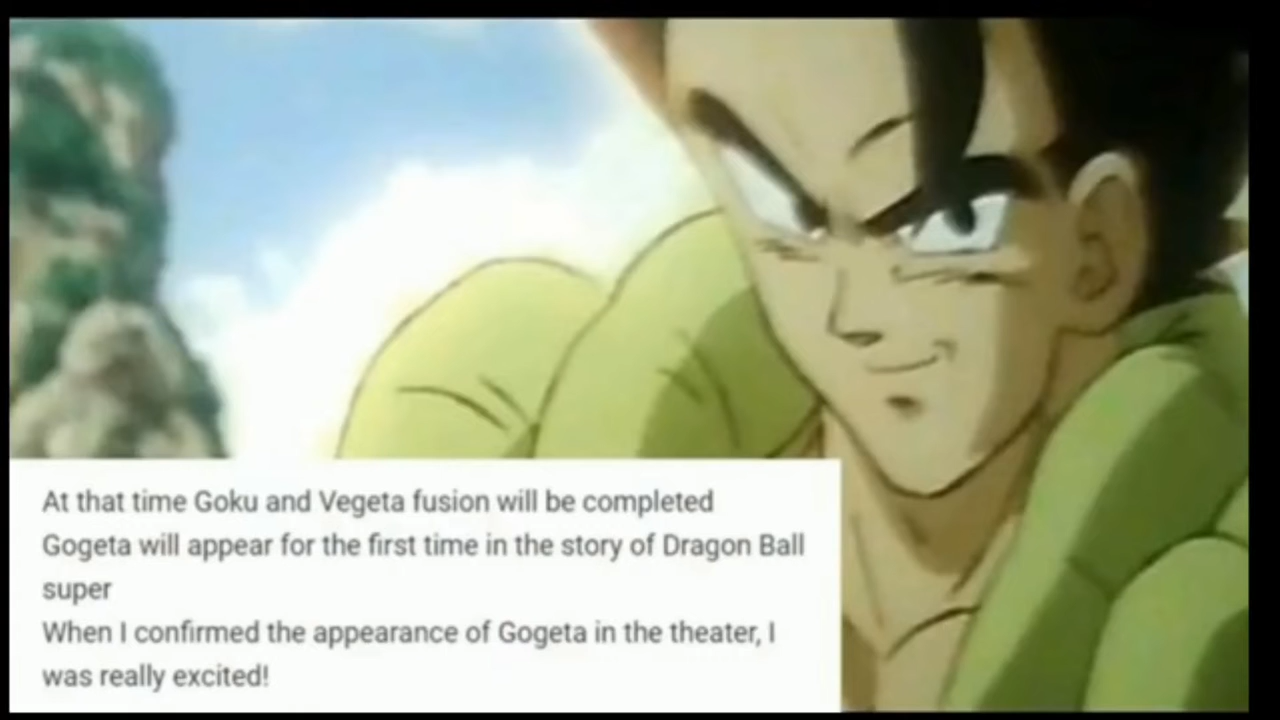 At that time Goku and Vegeta fusion will be completed
Gogeta will appear for the first time in the story of Dragon Ball
super
When I confirmed the appearance of Gogeta in the theater, I
was really excited!